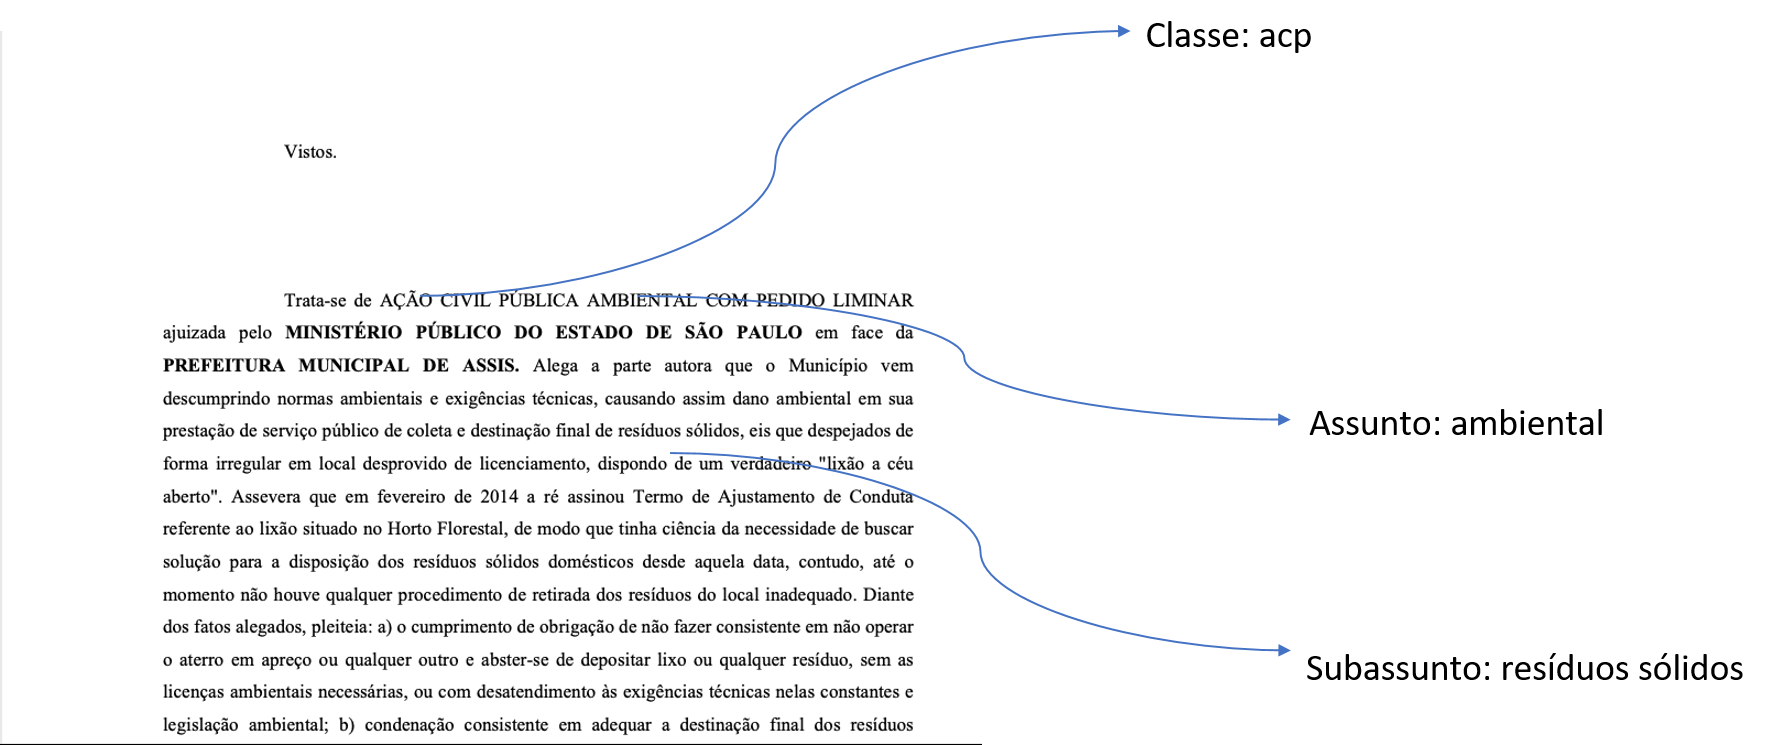 Classe: acp
Vistos.
Trata-se de AÇÃO CIVIL PÚBLICA AMBIENTAL COM PEDIDO LIMINAR
ajuizada pelo MINISTÉRIO PÚBLICO DO ESTADO DE SÃO PAULO em face da
PREFEITURA MUNICIPAL DE ASSIS. Alega a parte autora que o Município vem
descumprindo normas ambientais e exigências técnicas, causando assim dano ambiental em sua
prestação de serviço público de coleta e destinação final de resíduos sólidos, eis que despejados de
forma irregular em local desprovido de licenciamento, dispondo de um verdadeiro "lixão a céu
aberto". Assevera que em fevereiro de 2014 a ré assinou Termo de Ajustamento de Conduta
referente ao lixão situado no Horto Florestal, de modo que tinha ciência da necessidade de buscar
solução para a disposição dos resíduos sólidos domésticos desde aquela data, contudo, até o
momento não houve qualquer procedimento de retirada dos resíduos do local inadequado. Diante
dos fatos alegados, pleiteia: a) o cumprimento de obrigação de não fazer consistente em não operar
o aterro em apreço ou qualquer outro e abster-se de depositar lixo ou qualquer resíduo, sem as
licenças ambientais necessárias, ou com desatendimento às exigências técnicas nelas constantes e
legislação ambiental; b) condenação consistente em adequar a destinação final dos resíduos
Assunto: ambiental
Subassunto: resíduos sólidos